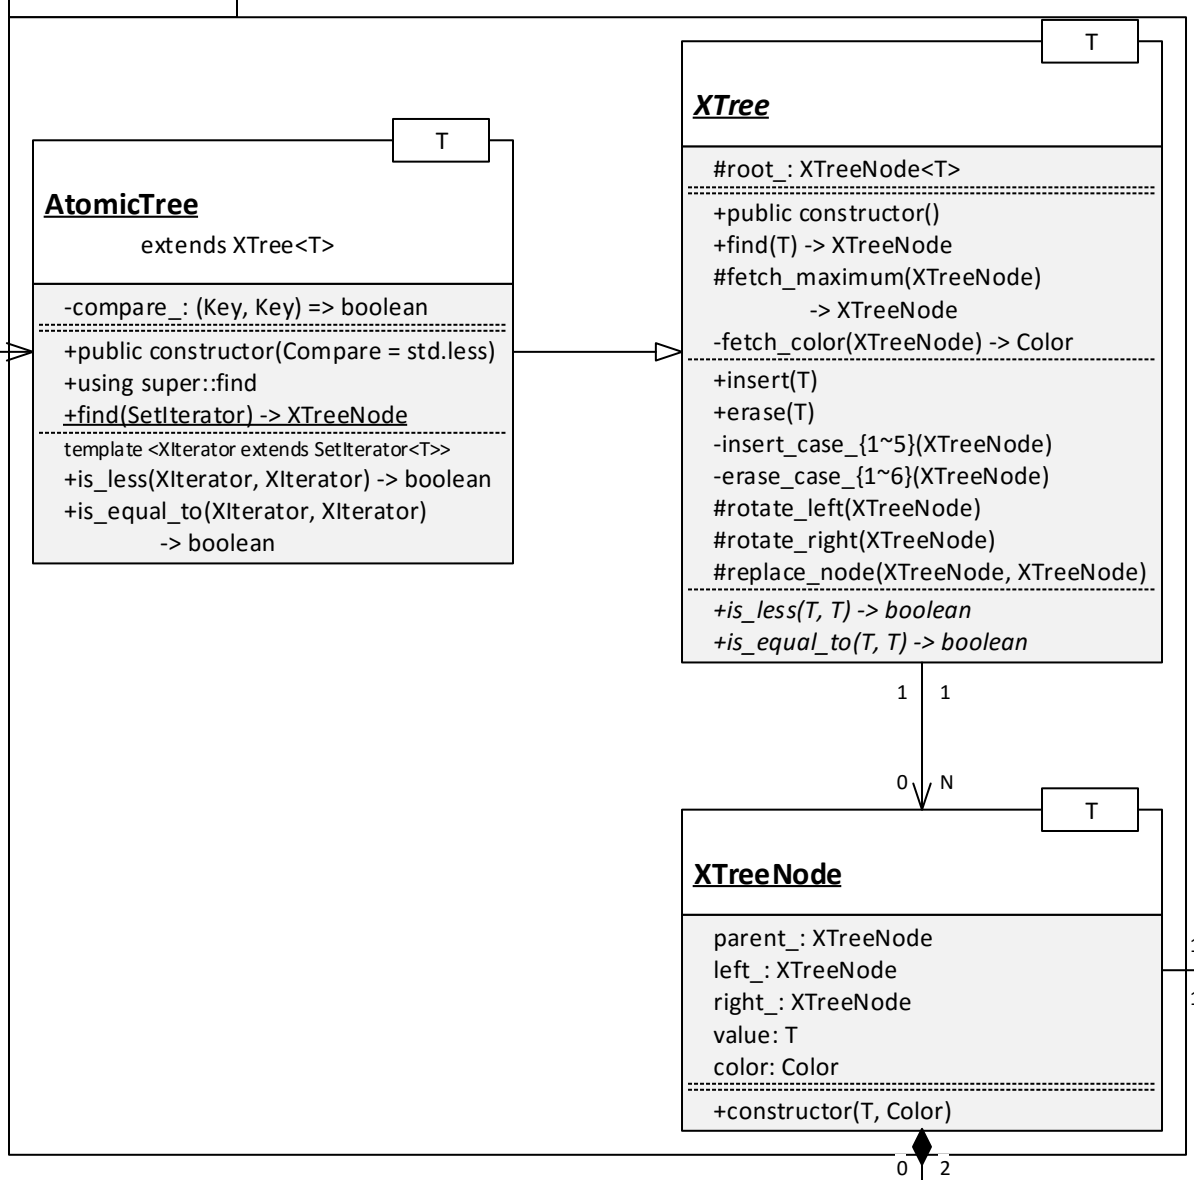 T
AtomicTree
extends XTree<T>
-compare_: (Key, Key) => boolean
+public constructor(Compare = std.less)
+using super::find
+find(SetIterator) -> XTreeNode
template <XIterator extends SetIterator<T>>
+is_less(XIterator, XIterator) -> boolean
+is_equal_to(XIterator, XIterator)
-> boolean
T
XTree
#root_: XTreeNode<T>
+public constructor()
+find(T) -> XTreeNode
#fetch_maximum(XTreeNode)
-> XTreeNode
-fetch_color(XTreeNode) -> Color
+insert(T)
+erase(T)
-insert_case_{1~5}(XTreeNode)
-erase_case_{1~6}(XTreeNode)
#rotate_left(XTreeNode)
#rotate_right(XTreeNode)
#replace_node(XTreeNode, XTreeNode)
+is_less(T, T) -> boolean
+is_equal_to(T, T) -> boolean
1 1
0 N
T
XTreeNode
parent_: XTreeNode
left_: XTreeNode
right_: XTreeNode
value: T
color: Color
+constructor(T, Color)
0 2